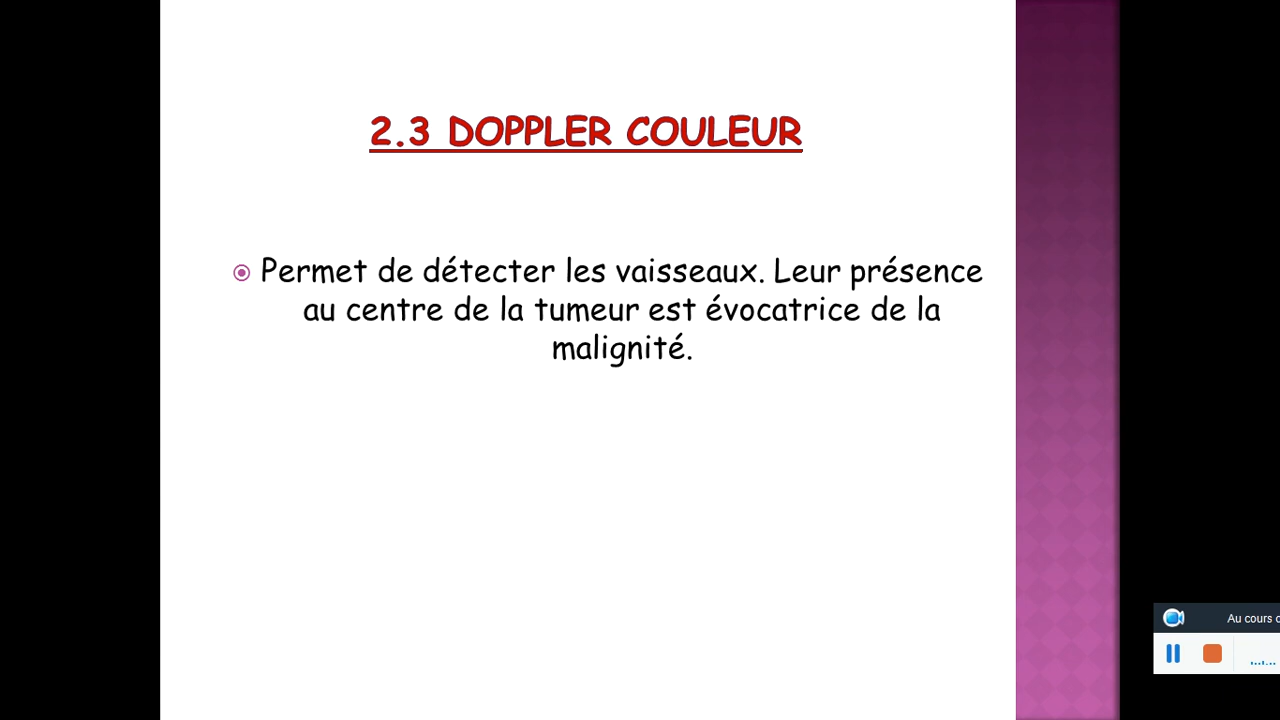 2.3 DOPPLER COULEUR
Permet de détecter les vaisseaux. Leur présence
au centre de la tumeur est évocatrice de la
malignité.
Au cours